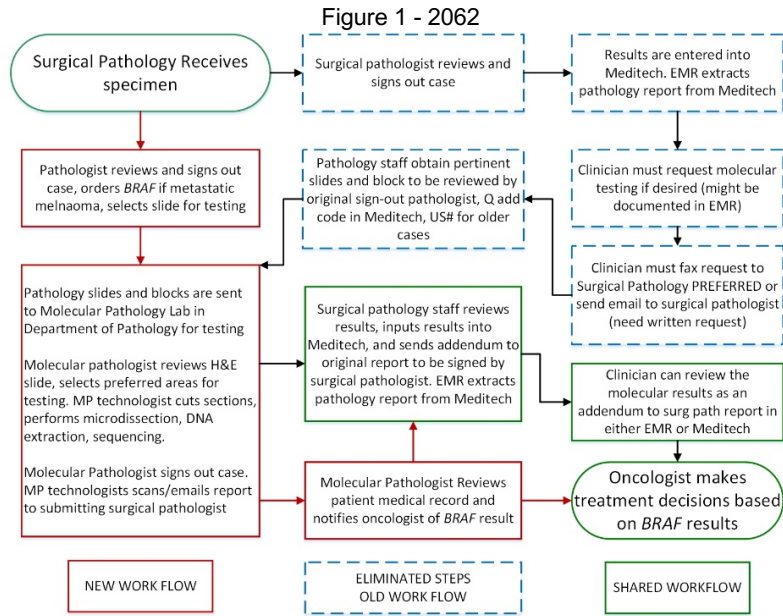 Figure 1 - 2062
Surgical Pathology Receives
specimen
Surgical pathologist reviews and
signs out case
Results are entered into
Meditech. EMR extracts
pathology report from Meditech
Pathologist reviews and signs out
case, orders BRAF if metastatic
melnaoma, selects slide for testing
Pathology staff obtain pertinent
slides and block to be reviewed by
original sign-out pathologist, Q add
code in Meditech, US# for older
cases
Clinician must request molecular
testing if desired (might be
documented in EMR)
Clinician must fax request to
Surgical Pathology PREFERRED or
send email to surgical pathologist
(need written request)
Pathology slides and blocks are sent
to Molecular Pathology Lab in
Department of Pathology for testing
Molecular pathologist reviews H&E
slide, selects preferred areas for
testing. MP technologist cuts sections,
performs microdissection, DNA
extraction, sequencing.
Molecular Pathologist signs out case.
MP technologists scans/emails report
to submitting surgical pathologist
Surgical pathology staff reviews
results, inputs results into
Meditech, and sends addendum to
original report to be signed by
surgical pathologist. EMR extracts
pathology report from Meditech
Clinician can review the
molecular results as an
addendum to surg path report in
either EMR or Meditech
Molecular Pathologist Reviews
patient medical record and
notifies oncologist of BRAF result
Oncologist makes
treatment decisions based
on BRAF results
NEW WORK FLOW
ELIMINATED STEPS
OLD WORK FLOW
SHARED WORKFLOW